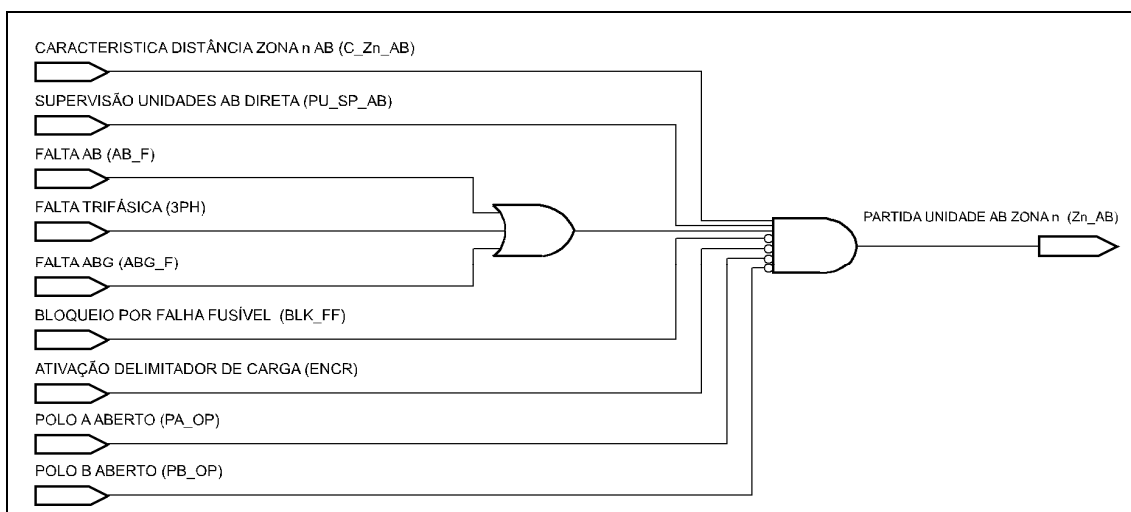 CARACTERISTICA DISTÂNCIA ZONA n AB (C_Zn_AB)
SUPERVISÃO UNIDADES AB DIRETA (PU_SP_AB)
FALTA AB (AB_F)
FALTA TRIFÁSICA (3PH)
PARTIDA UNIDADE AB ZONA n (Zn_AB)
FALTA ABG (ABG_F)
BLOQUEIO POR FALHA FUSÍVEL (BLK_FF)
ATIVAÇÃO DELIMITADOR DE CARGA (ENCR)
POLO A ABERTO (PA_OP)
POLO B ABERTO (PB_OP)